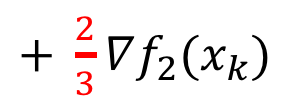 + 2/3 ∇f₂(xₖ)